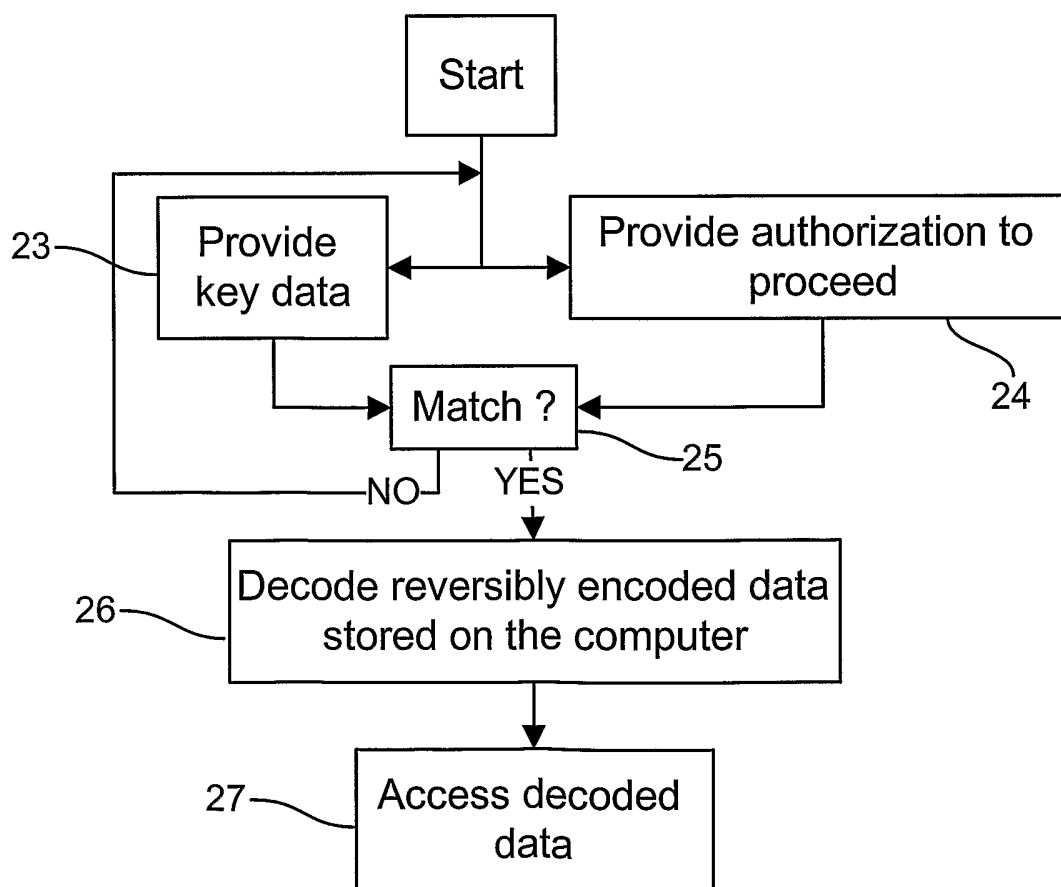 Start
23
Provide
key data
Provide authorization to
proceed
24
Match ?
25
NO
YES
26
Decode reversibly encoded data
stored on the computer
27
Access decoded
data